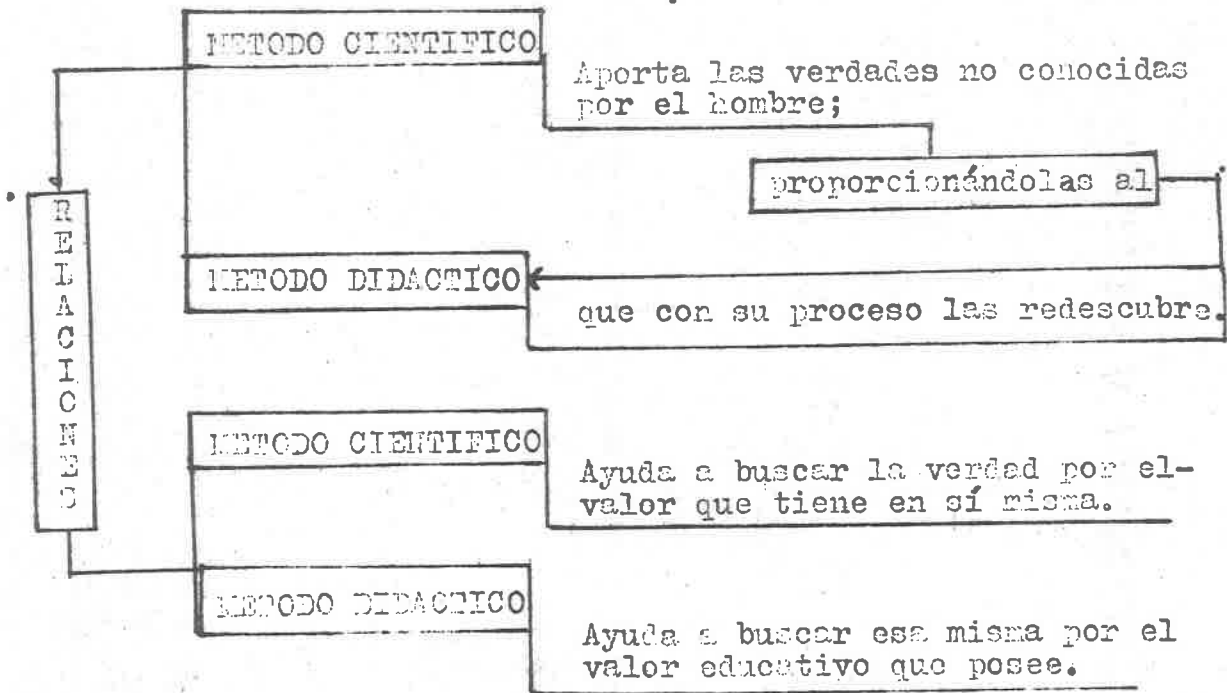 METODO CIENTIFICO
Aporta las verdades no conocidas
por el hombre;
proporcionándolas al
RELACIONES
METODO DIDACTICO
que con su proceso las redescubre.
METODO CIENTIFICO
Ayuda a buscar la verdad por el-
valor que tiene en sí misma.
METODO DIDACTICO
Ayuda a buscar esa misma por el
valor educativo que posee.